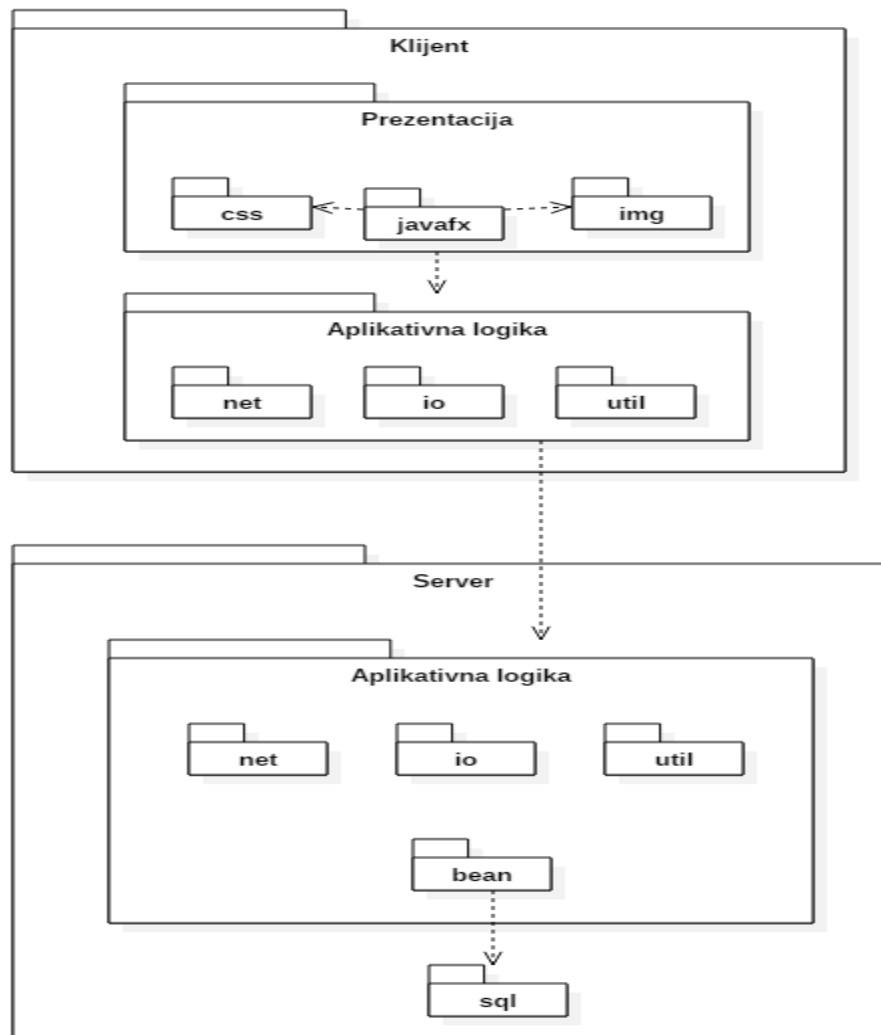 Klijent
Prezentacija
css
javafx
img
Aplikativna logika
net
io
util
Server
Aplikativna logika
net
io
util
bean
sql